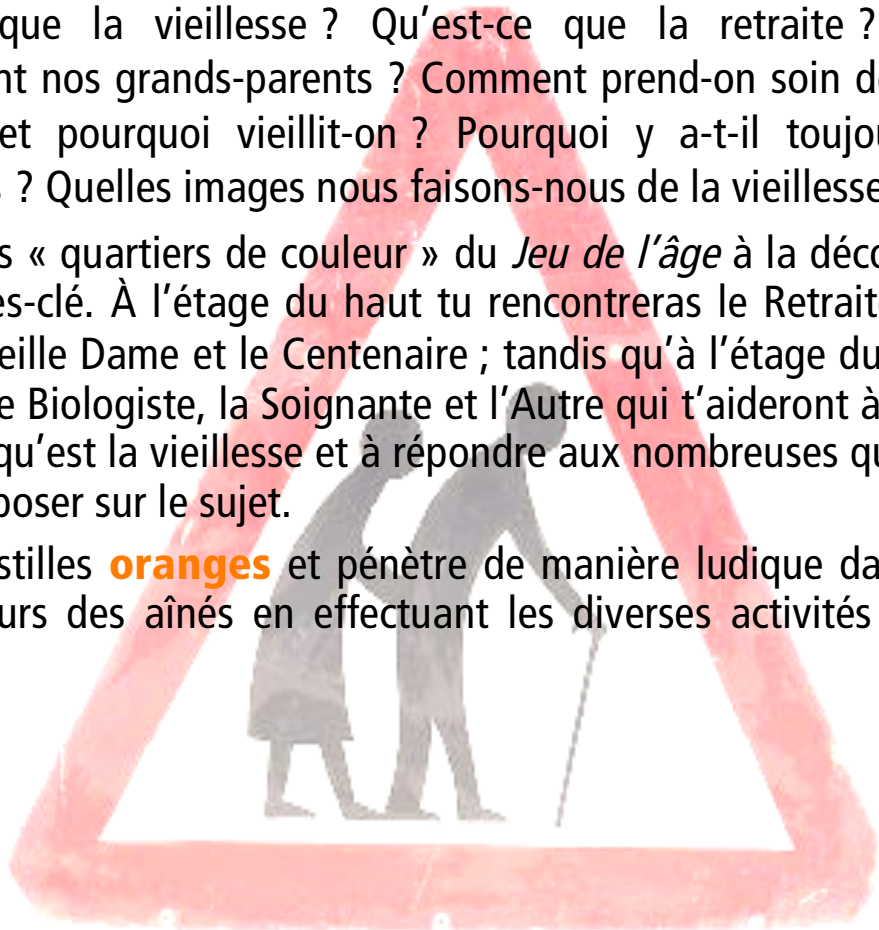 que la vieillesse ? Qu’est-ce que la retraite ?
nt nos grands-parents ? Comment prend-on soin d
et pourquoi vieillit-on ? Pourquoi y a-t-il toujou
s ? Quelles images nous faisons-nous de la vieillesse
s « quartiers de couleur » du Jeu de l’âge à la déco
es-clé. À l’étage du haut tu rencontreras le Retrait
eille Dame et le Centenaire ; tandis qu’à l’étage du
e Biologiste, la Soignante et l’Autre qui t’aideront à
qu’est la vieillesse et à répondre aux nombreuses qu
poser sur le sujet.
stilles oranges et pénètre de manière ludique da
urs des aînés en effectuant les diverses activités